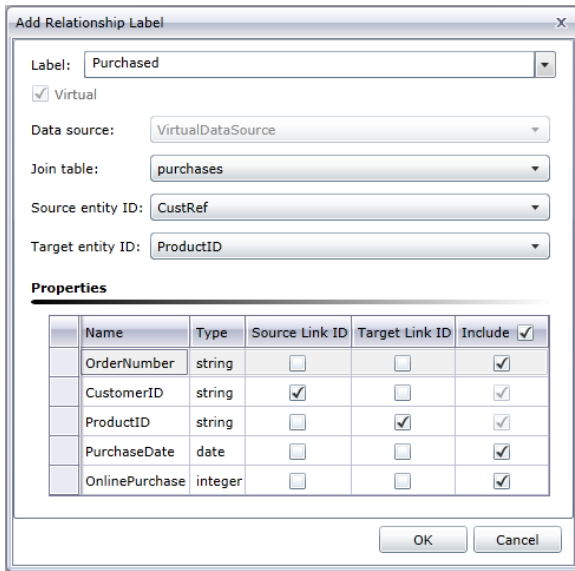 Add Relationship Label x
Label: Purchased
Virtual
Data source: VirtualDataSource
Join table: purchases
Source entity ID: CustRef
Target entity ID: ProductID
Properties
Name Type Source Link ID Target Link ID Include
OrderNumber string
CustomerID string
ProductID string
PurchaseDate date
OnlinePurchase integer
OK Cancel